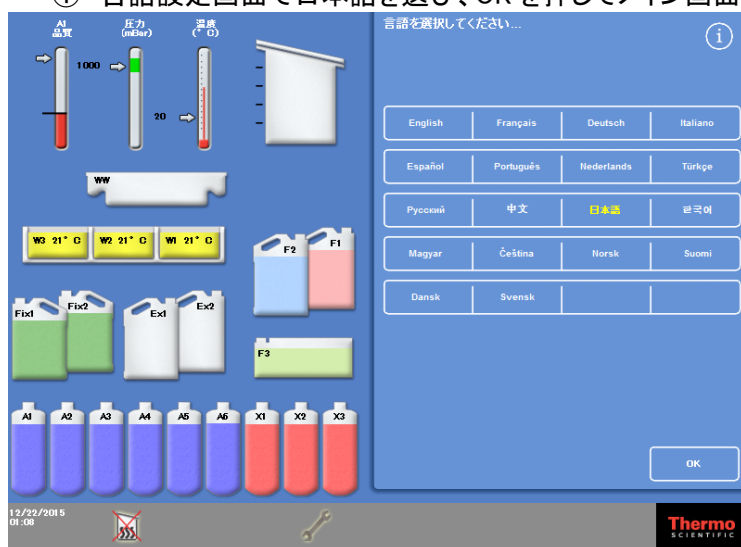 ① 言語設定画面で日本語を選び、OK を押してメイン画面
A1 品質
圧力 (mBar)
温度 (°C)
1000
20
WW
W3 21°C
W2 21°C
W1 21°C
F2
F1
Fix1
Fix2
Ex1
Ex2
F3
A1
A2
A3
A4
A5
A6
X1
X2
X3
12/22/2015
01:08
言語を選択してください...
i
English
Français
Deutsch
Italiano
Español
Português
Nederlands
Türkçe
Русский
中文
日本語
한국어
Magyar
Čeština
Norsk
Suomi
Dansk
Svensk
OK
Thermo
SCIENTIFIC